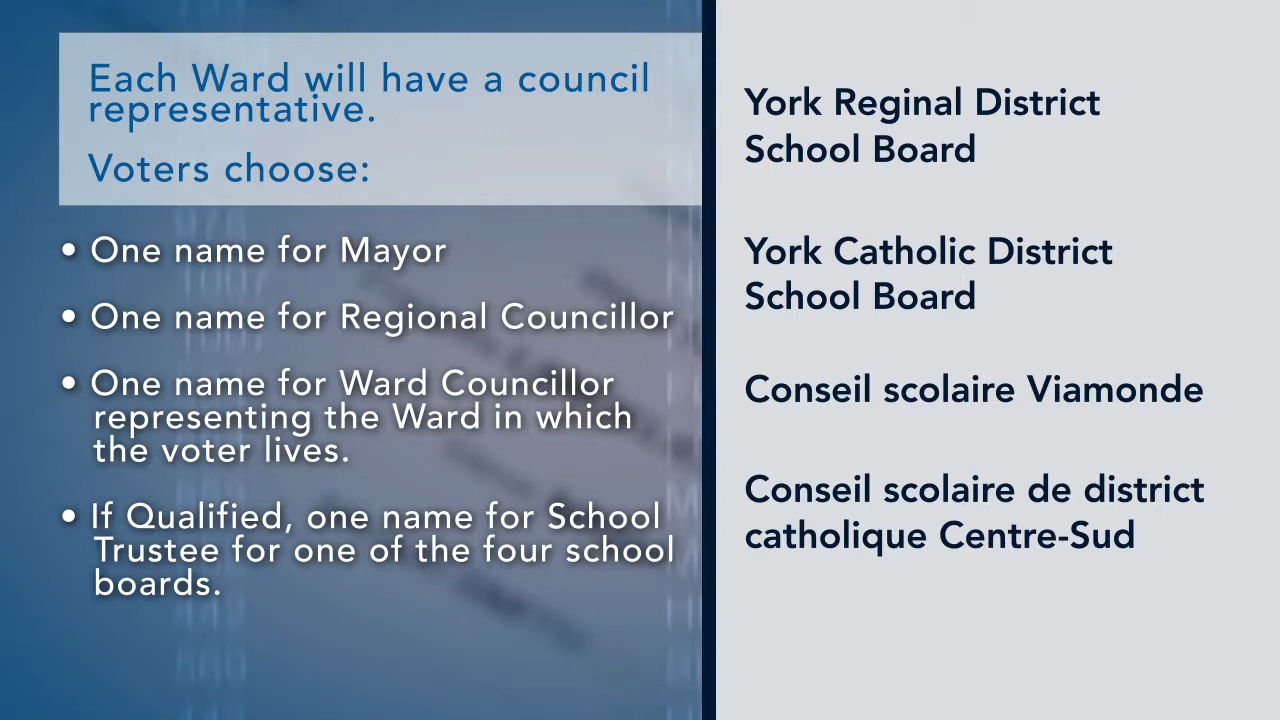 Each Ward will have a council
representative.
Voters choose:
• One name for Mayor
• One name for Regional Councillor
• One name for Ward Councillor
representing the Ward in which
the voter lives.
• If Qualified, one name for School
Trustee for one of the four school
boards.
York Reginal District
School Board
York Catholic District
School Board
Conseil scolaire Viamonde
Conseil scolaire de district
catholique Centre-Sud